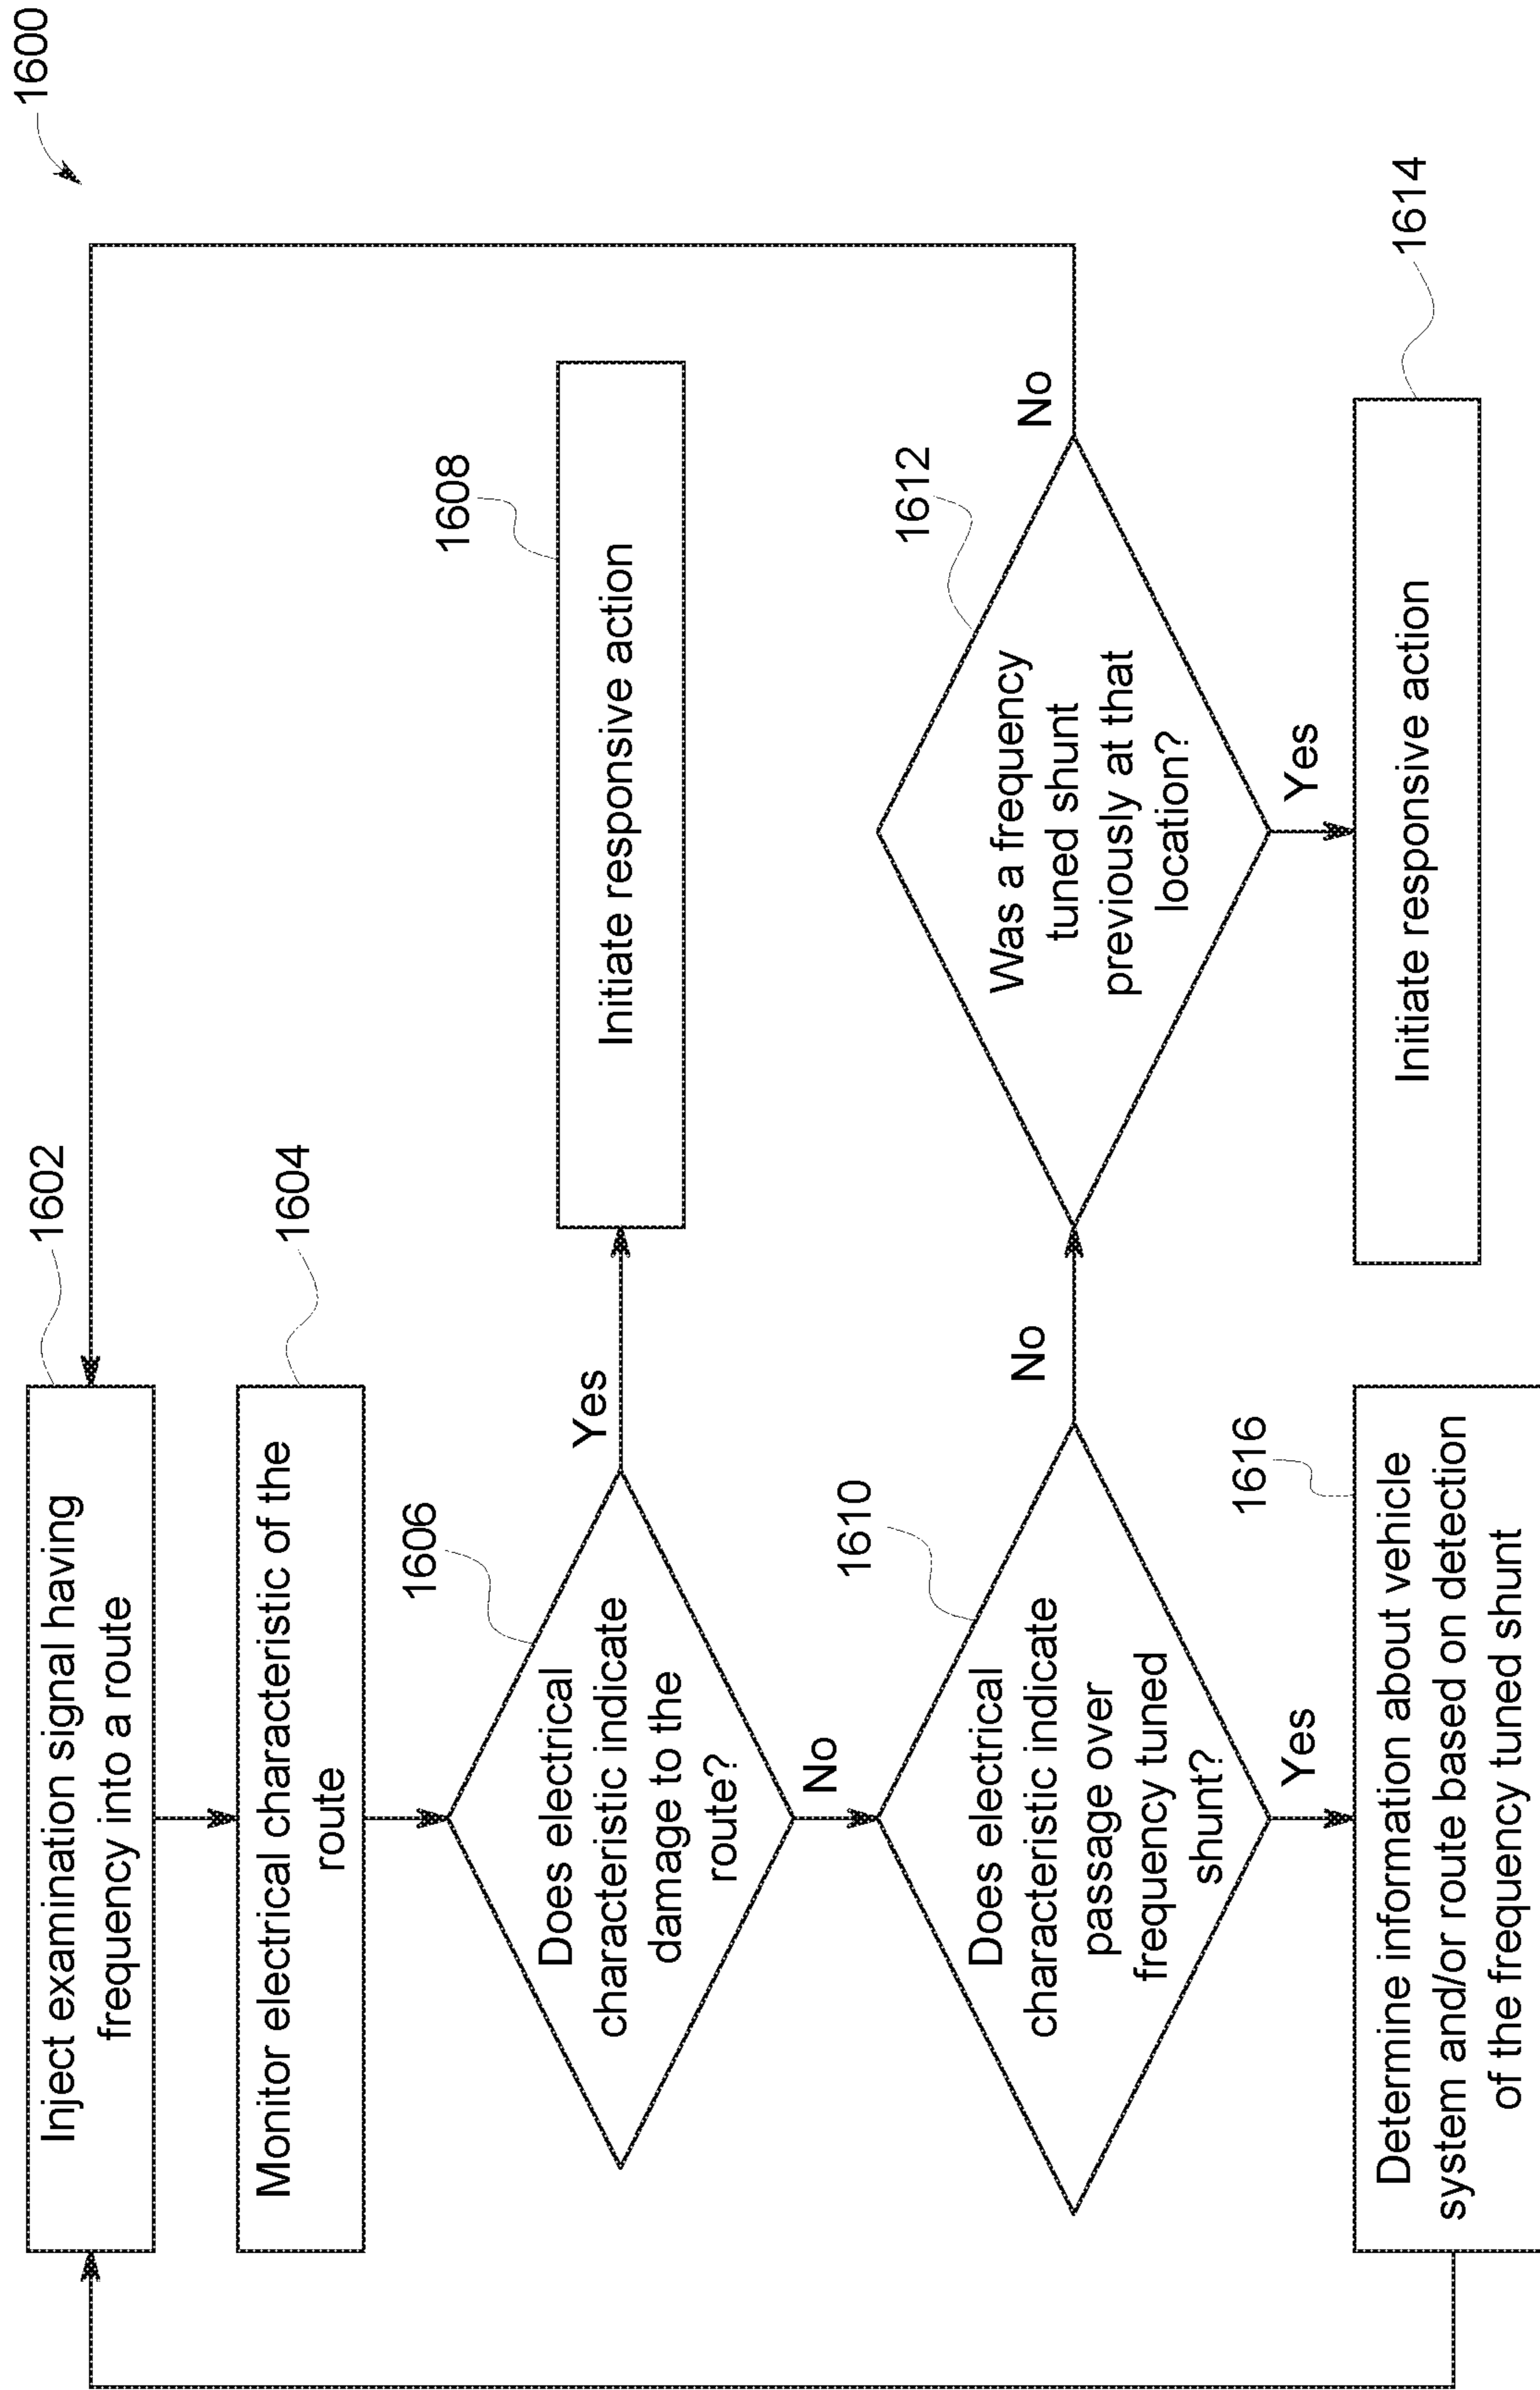 1600
1602
Inject examination signal having
frequency into a route
1604
Monitor electrical characteristic of the
route
1606
Does electrical
characteristic indicate
damage to the
route?
Yes
1608
Initiate responsive action
No
1610
Does electrical
characteristic indicate
passage over
frequency tuned
shunt?
No
1612
Was a frequency
tuned shunt
previously at that
location?
No
Yes
1614
Initiate responsive action
Yes
1616
Determine information about vehicle
system and/or route based on detection
of the frequency tuned shunt